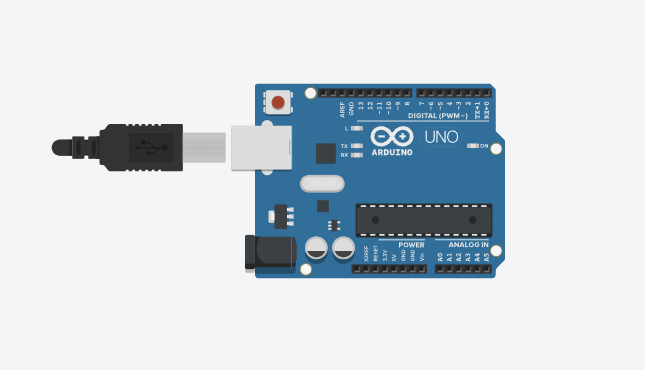 AREF
GND
13
12
~11
~10
~9
8
7
~6
~5
4
~3
2
TX→1
RX←0
DIGITAL (PWM~)
L
TX
RX
UNO
ARDUINO
ON
POWER
ANALOG IN
IOREF
RESET
3.3V
5V
GND
GND
Vin
A0
A1
A2
A3
A4
A5